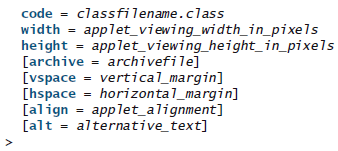 code = classfilename.class
width = applet_viewing_width_in_pixels
height = applet_viewing_height_in_pixels
[archive = archivefile]
[vspace = vertical_margin]
[hspace = horizontal_margin]
[align = applet_alignment]
[alt = alternative_text]
>